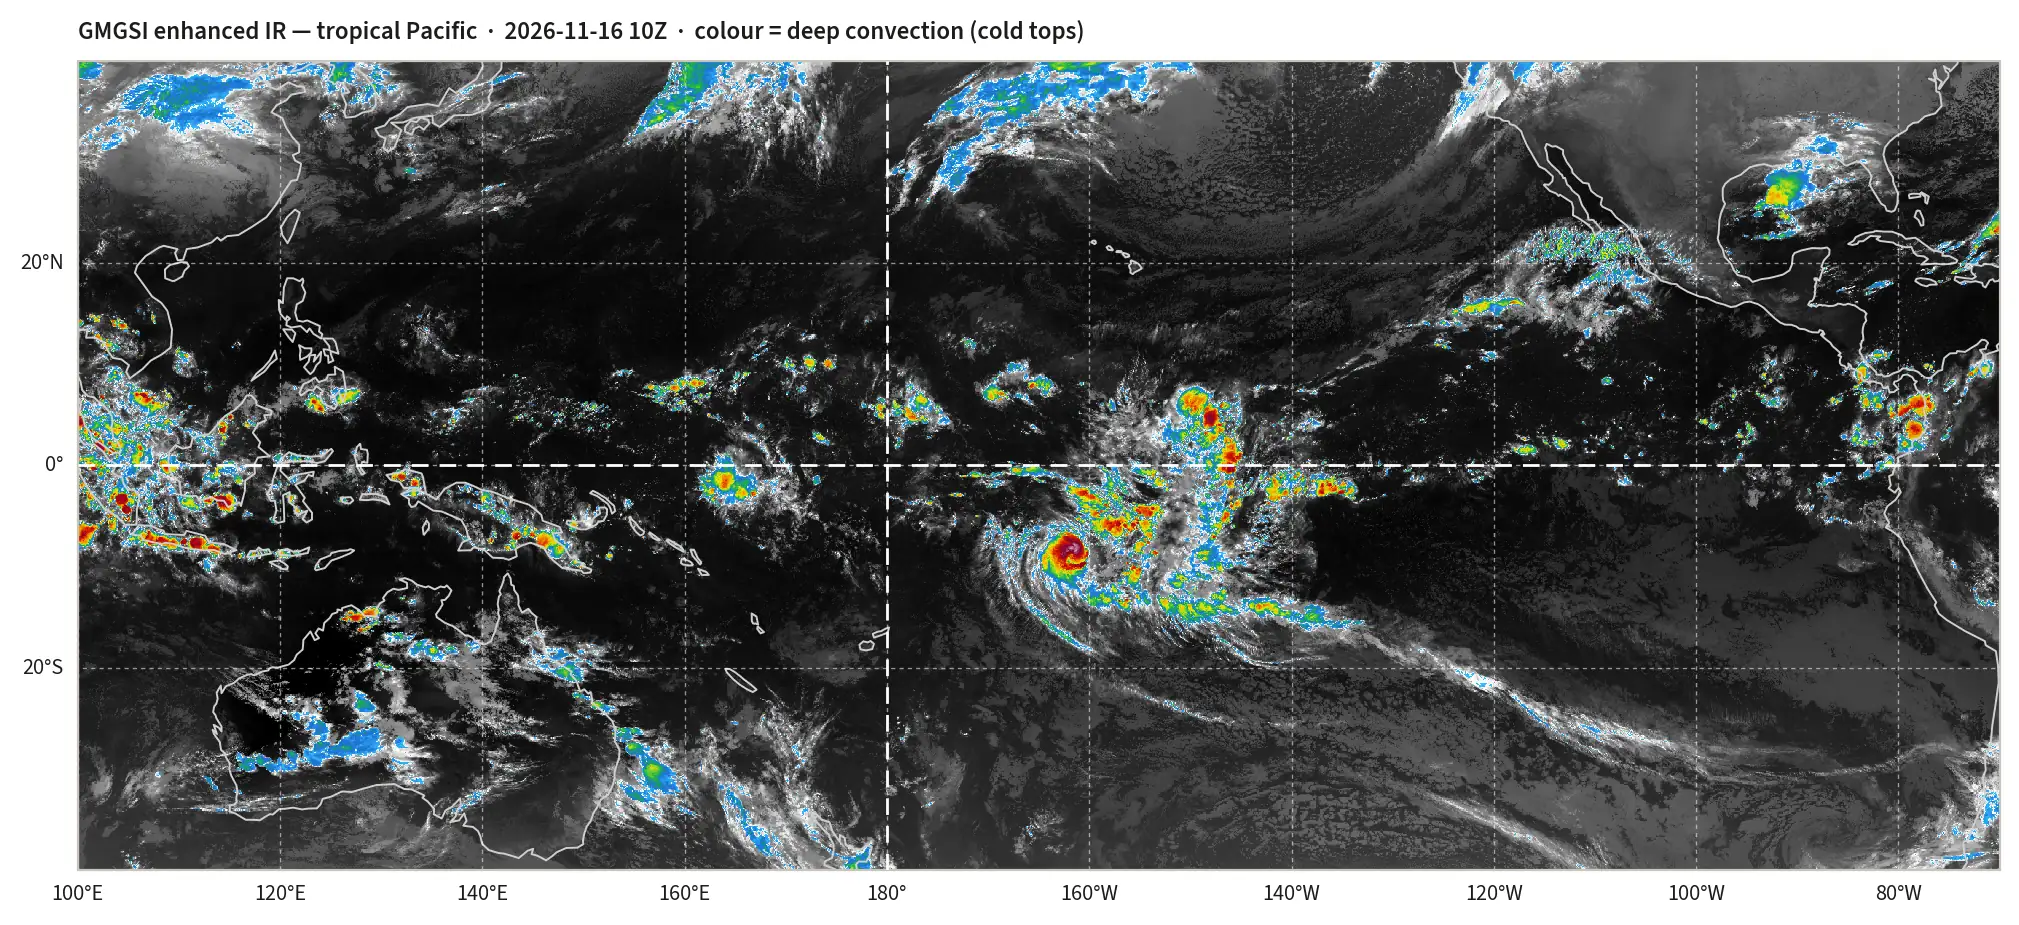 GMGSI enhanced IR — tropical Pacific · 2026-11-16 10Z · colour = deep convection (cold tops)
20°N
0°
20°S
100°E 120°E 140°E 160°E 180° 160°W 140°W 120°W 100°W 80°W